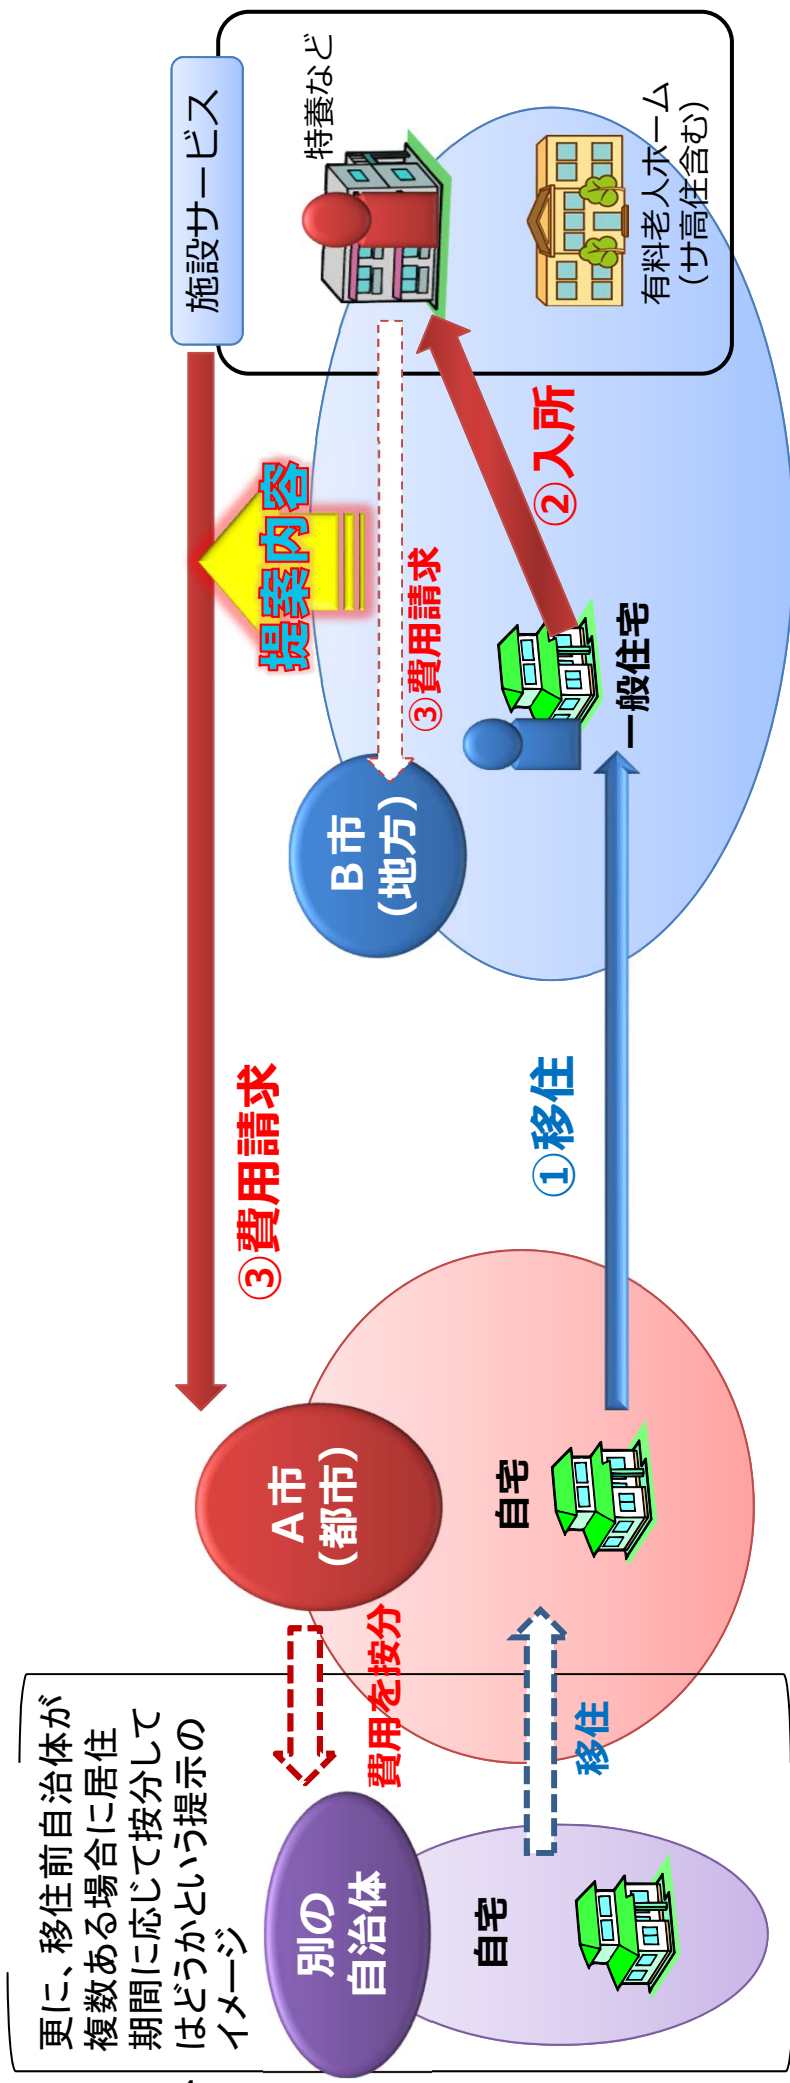 更に、移住前自治体が
複数ある場合に居住
期間に応じて按分して
はどうかという提示の
イメージ
別の
自治体
自宅
費用を按分
移住
A市
(都市)
自宅
③費用請求
①移住
B市
(地方)
一般住宅
③費用請求
②入所
提案内容
施設サービス
特養など
有料老人ホーム
(サ高住含む)